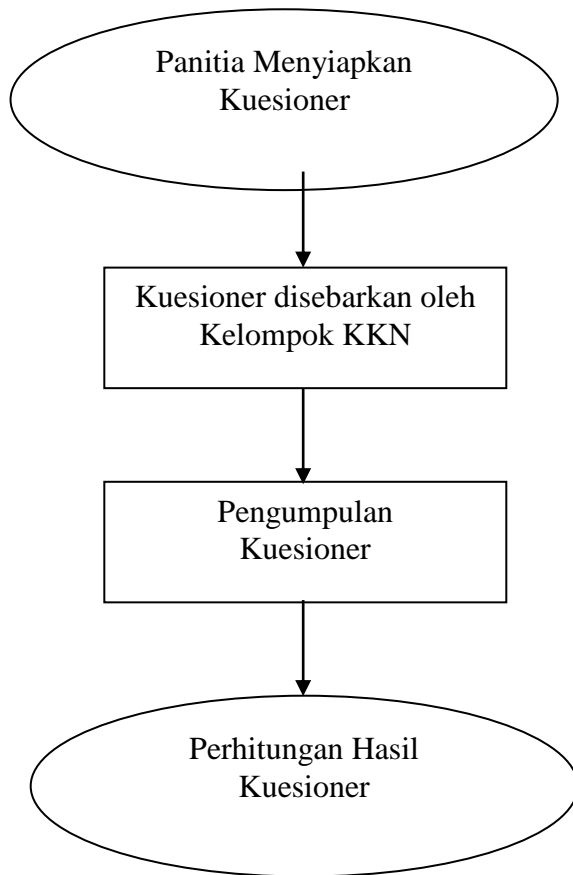 Panitia Menyiapkan
Kuesioner
Kuesioner disebarkan oleh
Kelompok KKN
Pengumpulan
Kuesioner
Perhitungan Hasil
Kuesioner